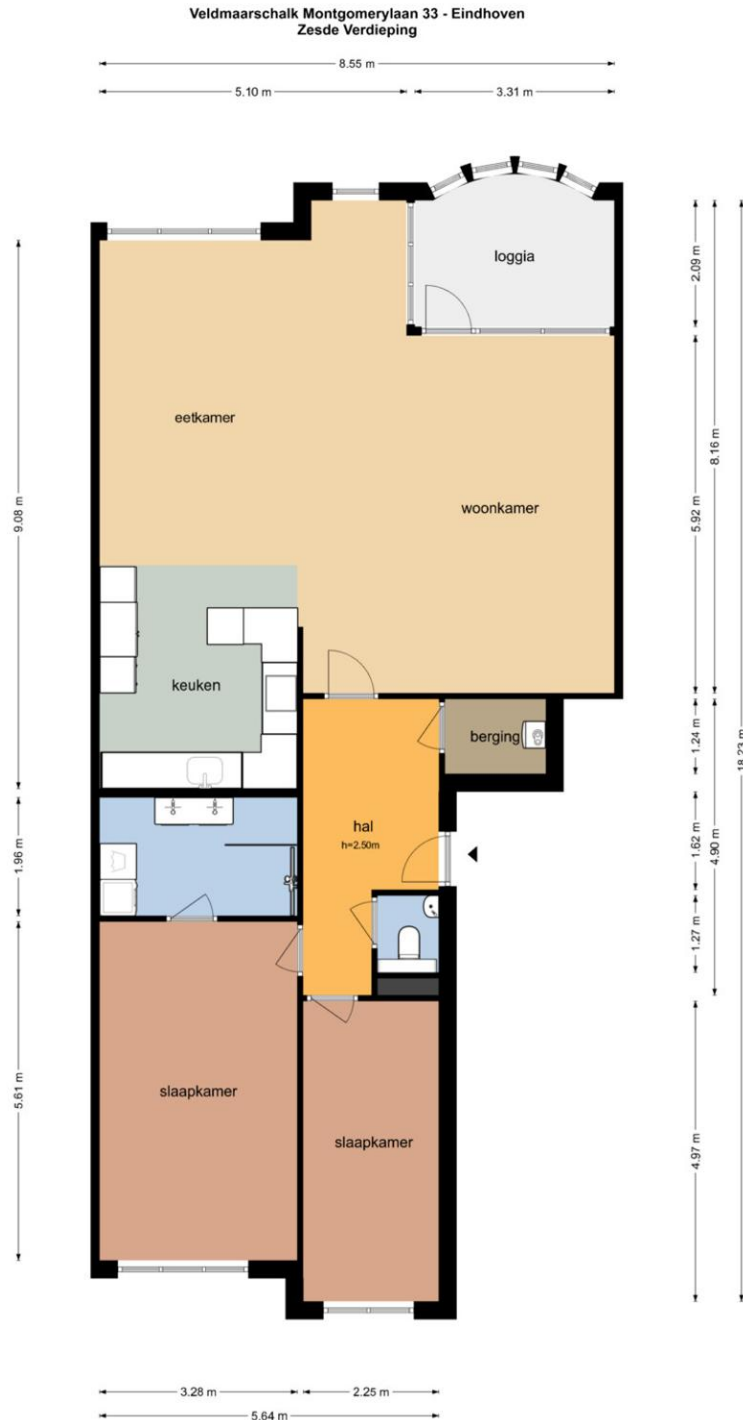 Veldmaarschalk Montgomerylaan 33 - Eindhoven
Zesde Verdieping
8.55 m
5.10 m
3.31 m
loggia
2.09 m
eetkamer
8.16 m
woonkamer
5.92 m
9.08 m
keuken
berging
1.24 m
18.23 m
hal
h=2.50m
1.96 m
1.62 m
4.90 m
1.27 m
slaapkamer
5.61 m
slaapkamer
4.97 m
3.28 m
2.25 m
5.64 m